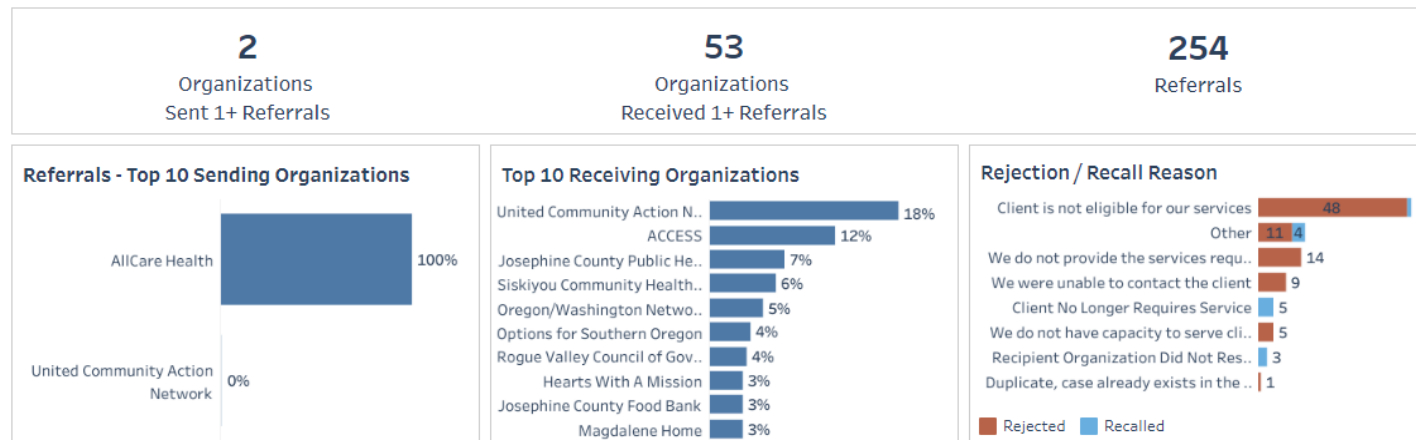 2
Organizations
Sent 1+ Referrals
53
Organizations
Received 1+ Referrals
254
Referrals
Referrals - Top 10 Sending Organizations
AllCare Health 100%
United Community Action
Network
0%
Top 10 Receiving Organizations
United Community Action N.. 18%
ACCESS 12%
Josephine County Public He.. 7%
Siskiyou Community Health.. 6%
Oregon/Washington Netwo.. 5%
Options for Southern Oregon 4%
Rogue Valley Council of Gov.. 4%
Hearts With A Mission 3%
Josephine County Food Bank 3%
Magdalene Home 3%
Rejection / Recall Reason
Client is not eligible for our services 48
Other 11 4
We do not provide the services requ.. 14
We were unable to contact the client 9
Client No Longer Requires Service 5
We do not have capacity to serve cli.. 5
Recipient Organization Did Not Res.. 3
Duplicate, case already exists in the .. 1
Rejected Recalled